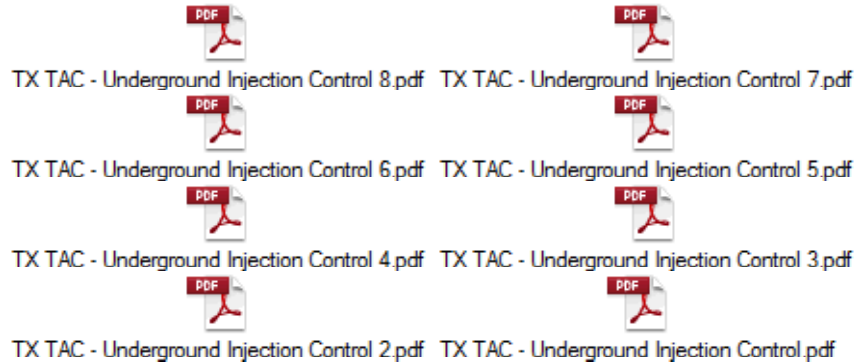 PDF PDF
TX TAC - Underground Injection Control 8.pdf TX TAC - Underground Injection Control 7.pdf
PDF PDF
TX TAC - Underground Injection Control 6.pdf TX TAC - Underground Injection Control 5.pdf
PDF PDF
TX TAC - Underground Injection Control 4.pdf TX TAC - Underground Injection Control 3.pdf
PDF PDF
TX TAC - Underground Injection Control 2.pdf TX TAC - Underground Injection Control.pdf